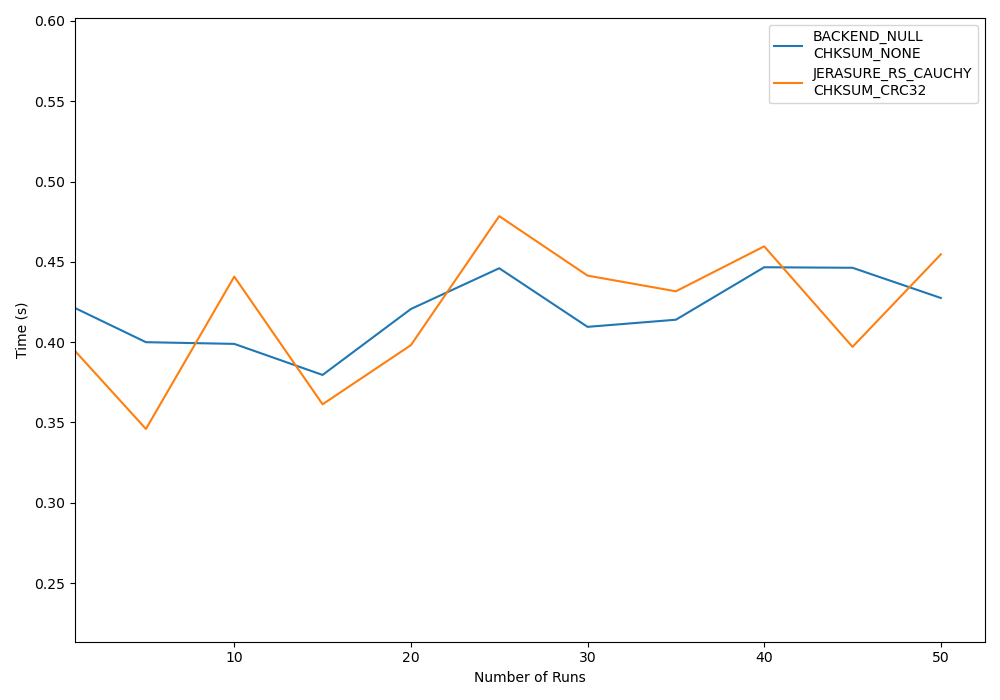 0.60
0.55
0.50
0.45
0.40
0.35
0.30
0.25
Time (s)
BACKEND_NULL
CHKSUM_NONE
JERASURE_RS_CAUCHY
CHKSUM_CRC32
10 20 30 40 50
Number of Runs